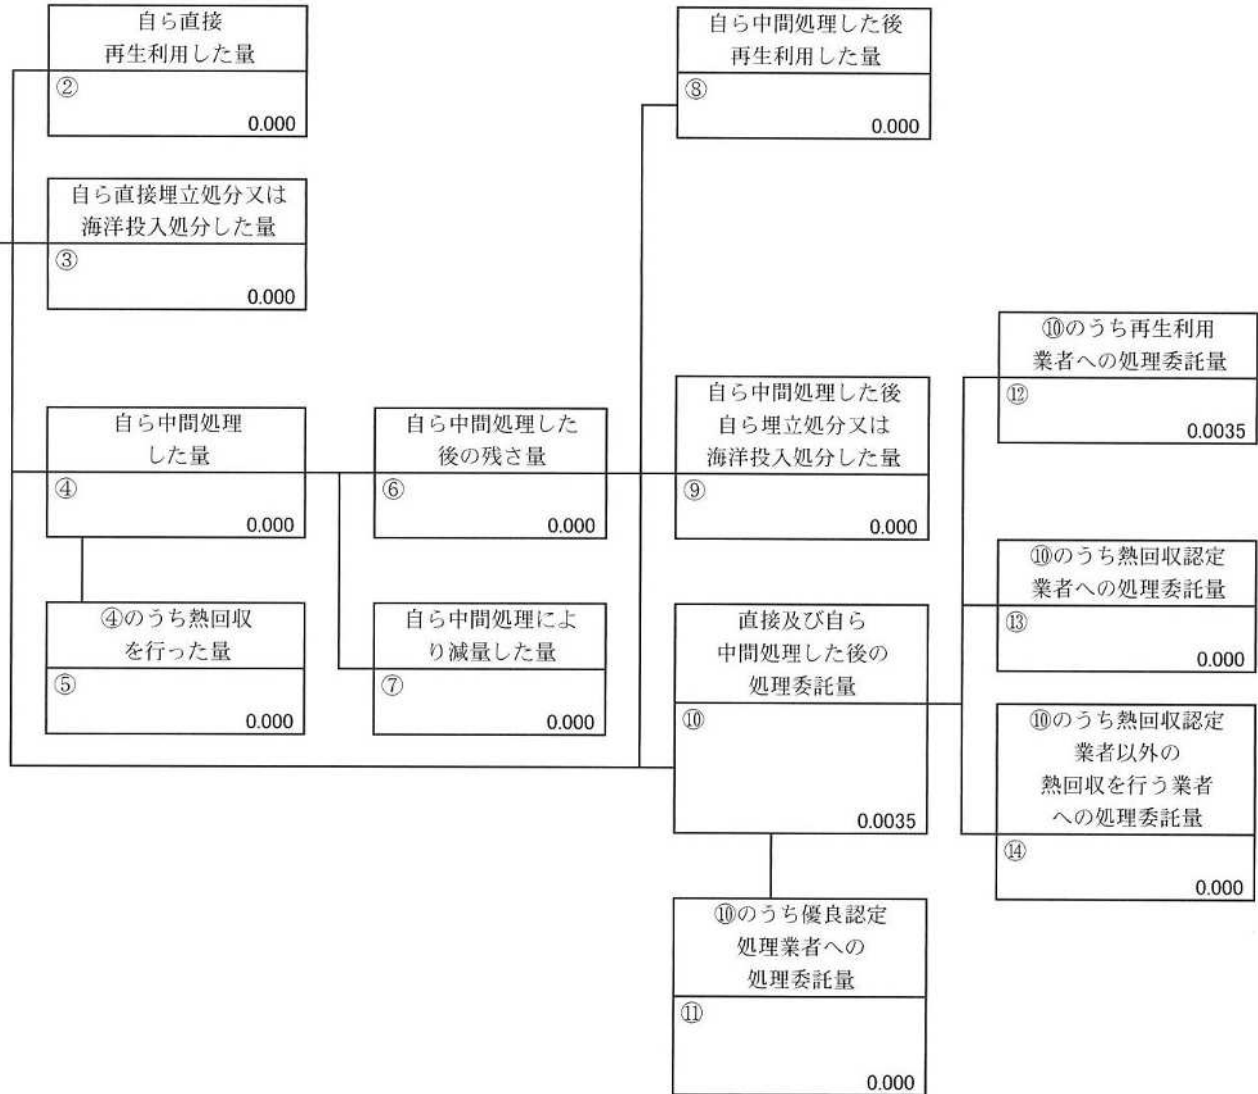 自ら直接
再生利用した量
②
0.000
自ら中間処理した後
再生利用した量
⑧
0.000
自ら直接埋立処分又は
海洋投入処分した量
③
0.000
⑩のうち再生利用
業者への処理委託量
⑫
0.0035
自ら中間処理
した量
④
0.000
自ら中間処理した
後の残さ量
⑥
0.000
自ら中間処理した後
自ら埋立処分又は
海洋投入処分した量
⑨
0.000
⑩のうち熱回収認定
業者への処理委託量
⑬
0.000
④のうち熱回収
を行った量
⑤
0.000
自ら中間処理によ
り減量した量
⑦
0.000
直接及び自ら
中間処理した後の
処理委託量
⑩
0.0035
⑩のうち熱回収認定
業者以外の
熱回収を行う業者
への処理委託量
⑭
0.000
⑩のうち優良認定
処理業者への
処理委託量
⑪
0.000